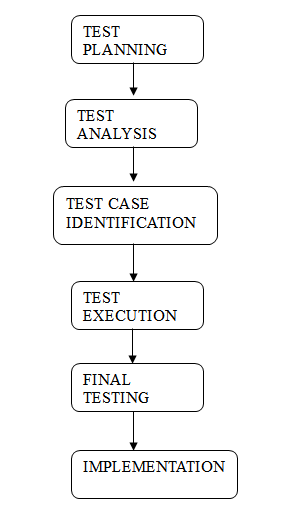 TEST
PLANNING
TEST
ANALYSIS
TEST CASE
IDENTIFICATION
TEST
EXECUTION
FINAL
TESTING
IMPLEMENTATION